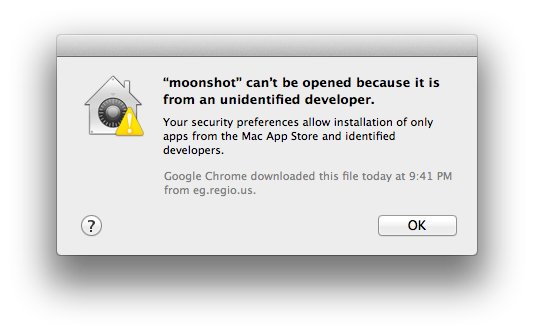 “moonshot” can’t be opened because it is
from an unidentified developer.
Your security preferences allow installation of only
apps from the Mac App Store and identified
developers.
Google Chrome downloaded this file today at 9:41 PM
from eg.regio.us.
?
OK